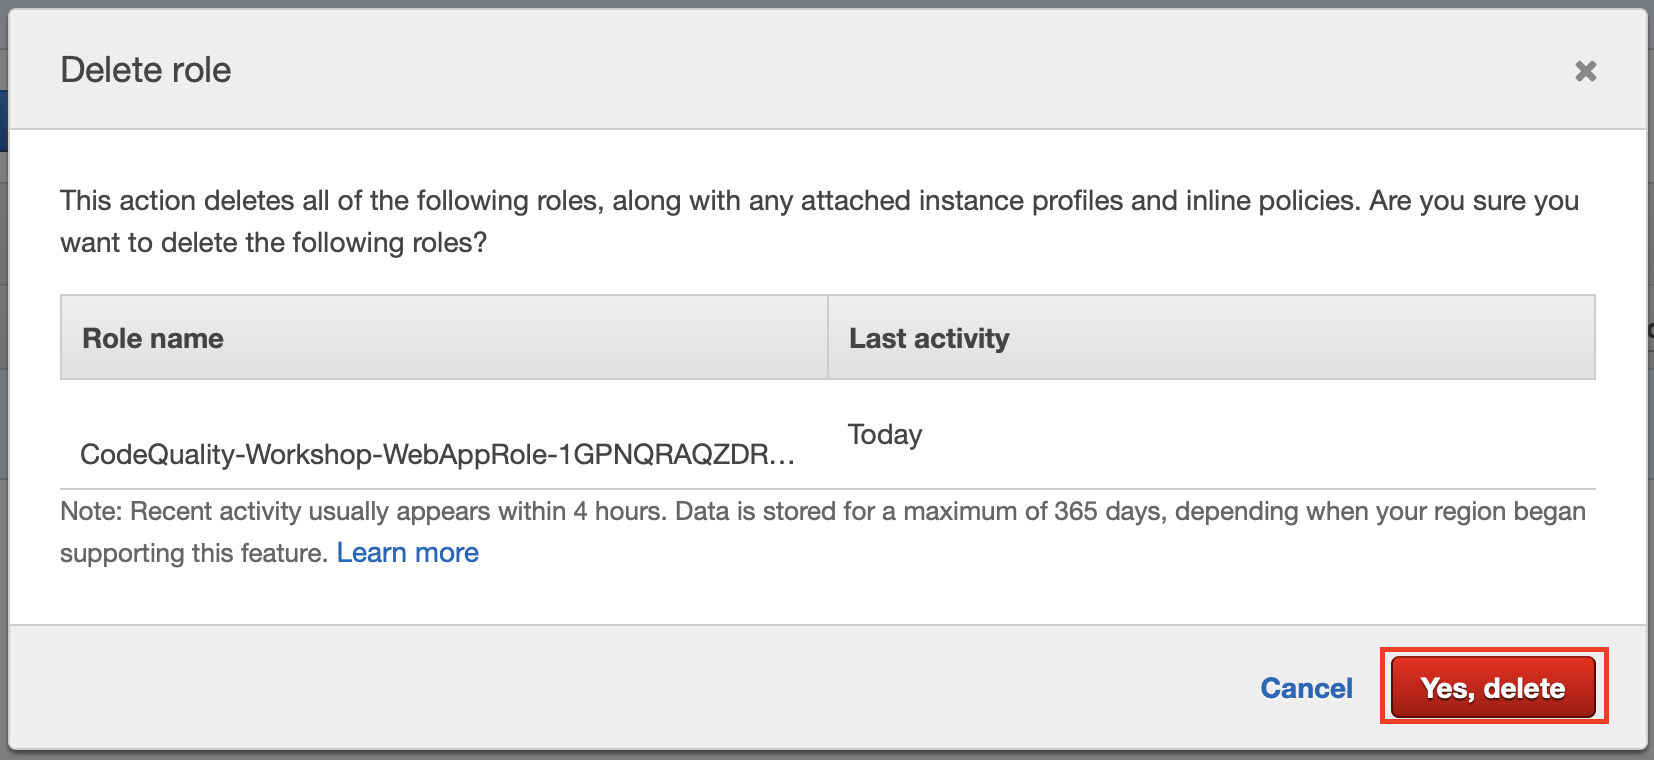 Delete role
This action deletes all of the following roles, along with any attached instance profiles and inline policies. Are you sure you
want to delete the following roles?
Role name
Last activity
CodeQuality-Workshop-WebAppRole-1GPNQRAQZDR...
Today
Note: Recent activity usually appears within 4 hours. Data is stored for a maximum of 365 days, depending when your region began
supporting this feature. Learn more
Cancel
Yes, delete